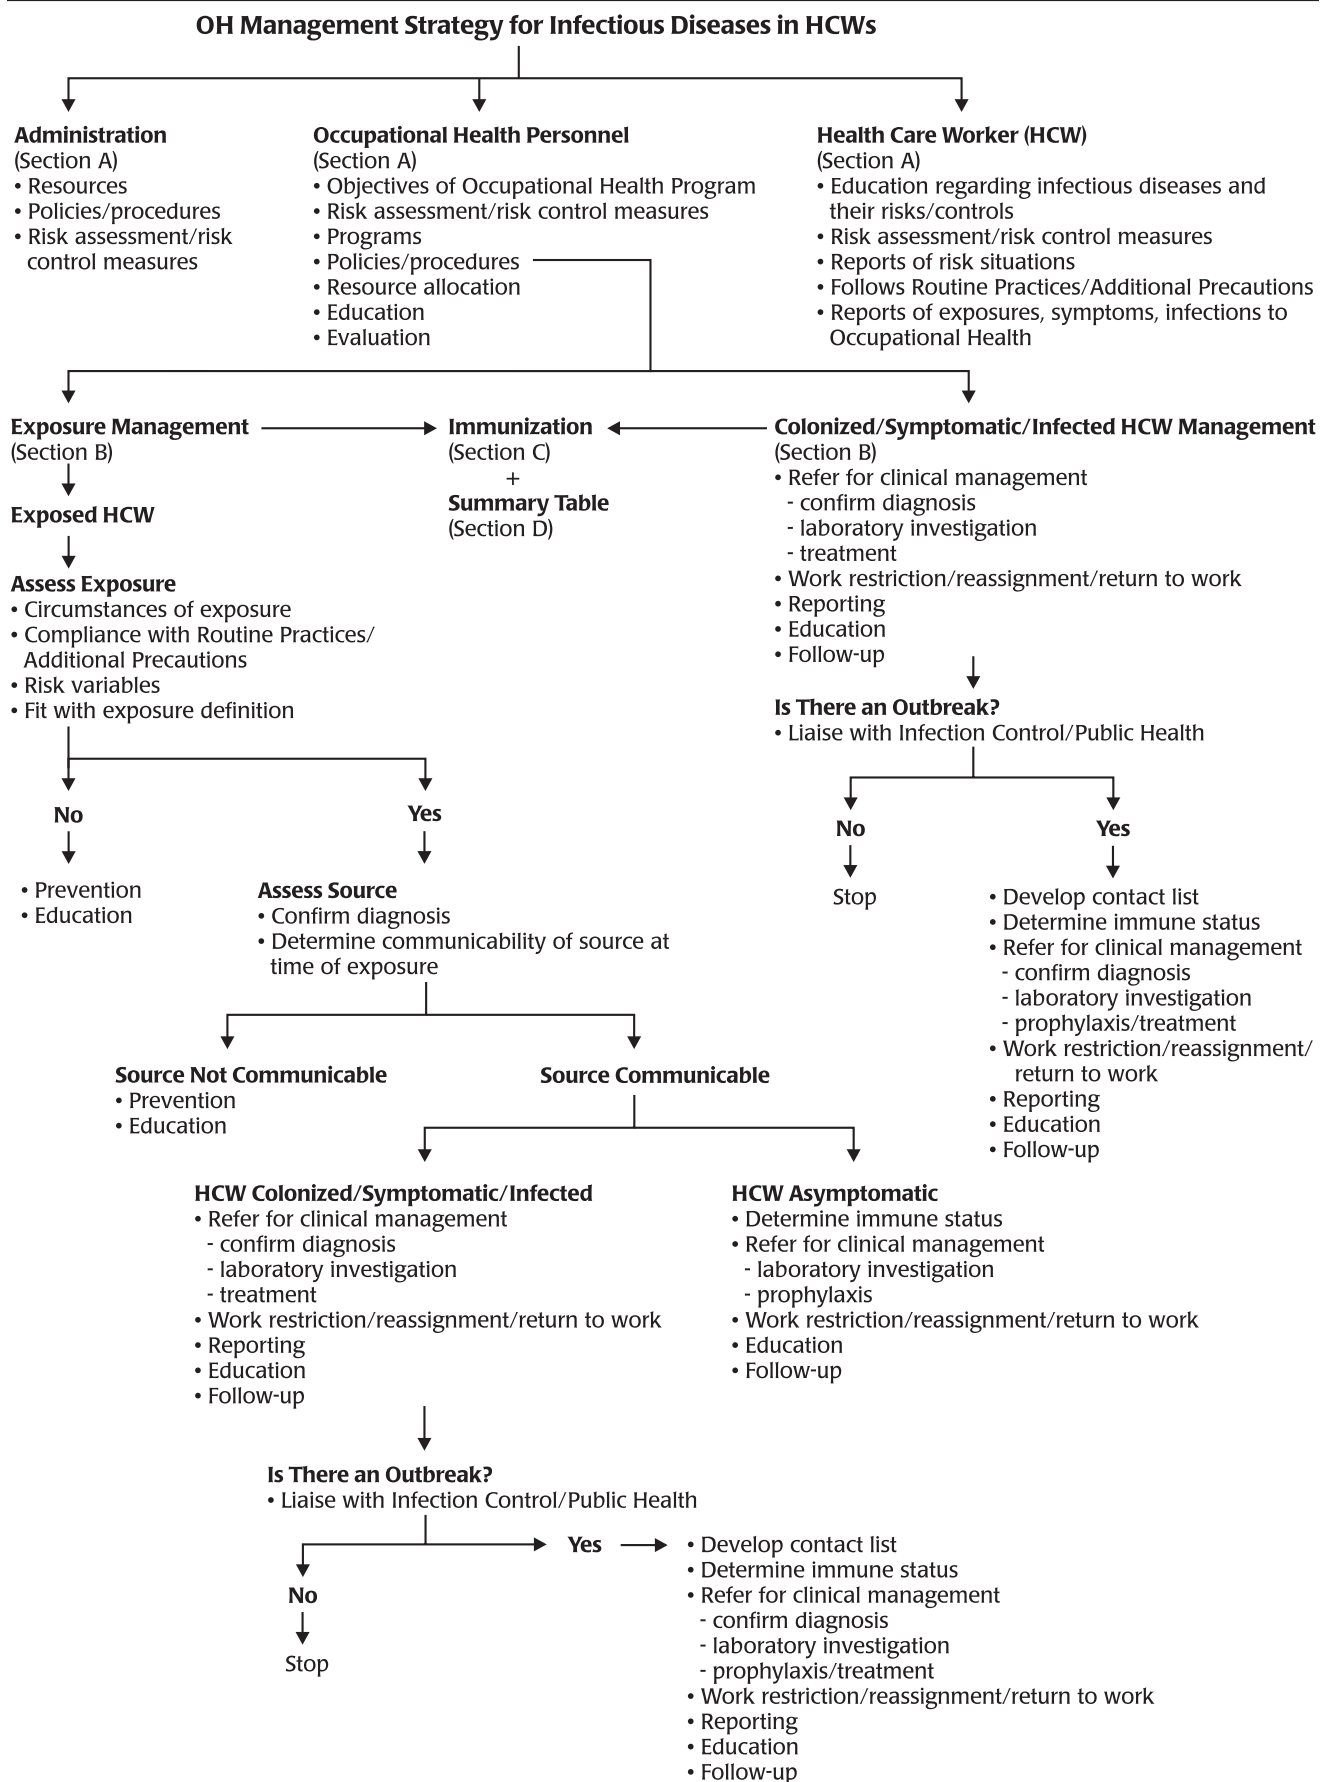 OH Management Strategy for Infectious Diseases in HCWs
Administration
(Section A)
• Resources
• Policies/procedures
• Risk assessment/risk
control measures
Occupational Health Personnel
(Section A)
• Objectives of Occupational Health Program
• Risk assessment/risk control measures
• Programs
• Policies/procedures
• Resource allocation
• Education
• Evaluation
Health Care Worker (HCW)
(Section A)
• Education regarding infectious diseases and
their risks/controls
• Risk assessment/risk control measures
• Reports of risk situations
• Follows Routine Practices/Additional Precautions
• Reports of exposures, symptoms, infections to
Occupational Health
Exposure Management
(Section B)
Exposed HCW
Assess Exposure
• Circumstances of exposure
• Compliance with Routine Practices/
Additional Precautions
• Risk variables
• Fit with exposure definition
Immunization
(Section C)
+
Summary Table
(Section D)
Colonized/Symptomatic/Infected HCW Management
(Section B)
• Refer for clinical management
- confirm diagnosis
- laboratory investigation
- treatment
• Work restriction/reassignment/return to work
• Reporting
• Education
• Follow-up
Is There an Outbreak?
• Liaise with Infection Control/Public Health
No
Stop
Yes
• Develop contact list
• Determine immune status
• Refer for clinical management
- confirm diagnosis
- laboratory investigation
- prophylaxis/treatment
• Work restriction/reassignment/
return to work
• Reporting
• Education
• Follow-up
No
• Prevention
• Education
Yes
Assess Source
• Confirm diagnosis
• Determine communicability of source at
time of exposure
Source Not Communicable
• Prevention
• Education
Source Communicable
HCW Colonized/Symptomatic/Infected
• Refer for clinical management
- confirm diagnosis
- laboratory investigation
- treatment
• Work restriction/reassignment/return to work
• Reporting
• Education
• Follow-up
HCW Asymptomatic
• Determine immune status
• Refer for clinical management
- laboratory investigation
- prophylaxis
• Work restriction/reassignment/return to work
• Education
• Follow-up
Is There an Outbreak?
• Liaise with Infection Control/Public Health
No
Stop
Yes
• Develop contact list
• Determine immune status
• Refer for clinical management
- confirm diagnosis
- laboratory investigation
- prophylaxis/treatment
• Work restriction/reassignment/return to work
• Reporting
• Education
• Follow-up